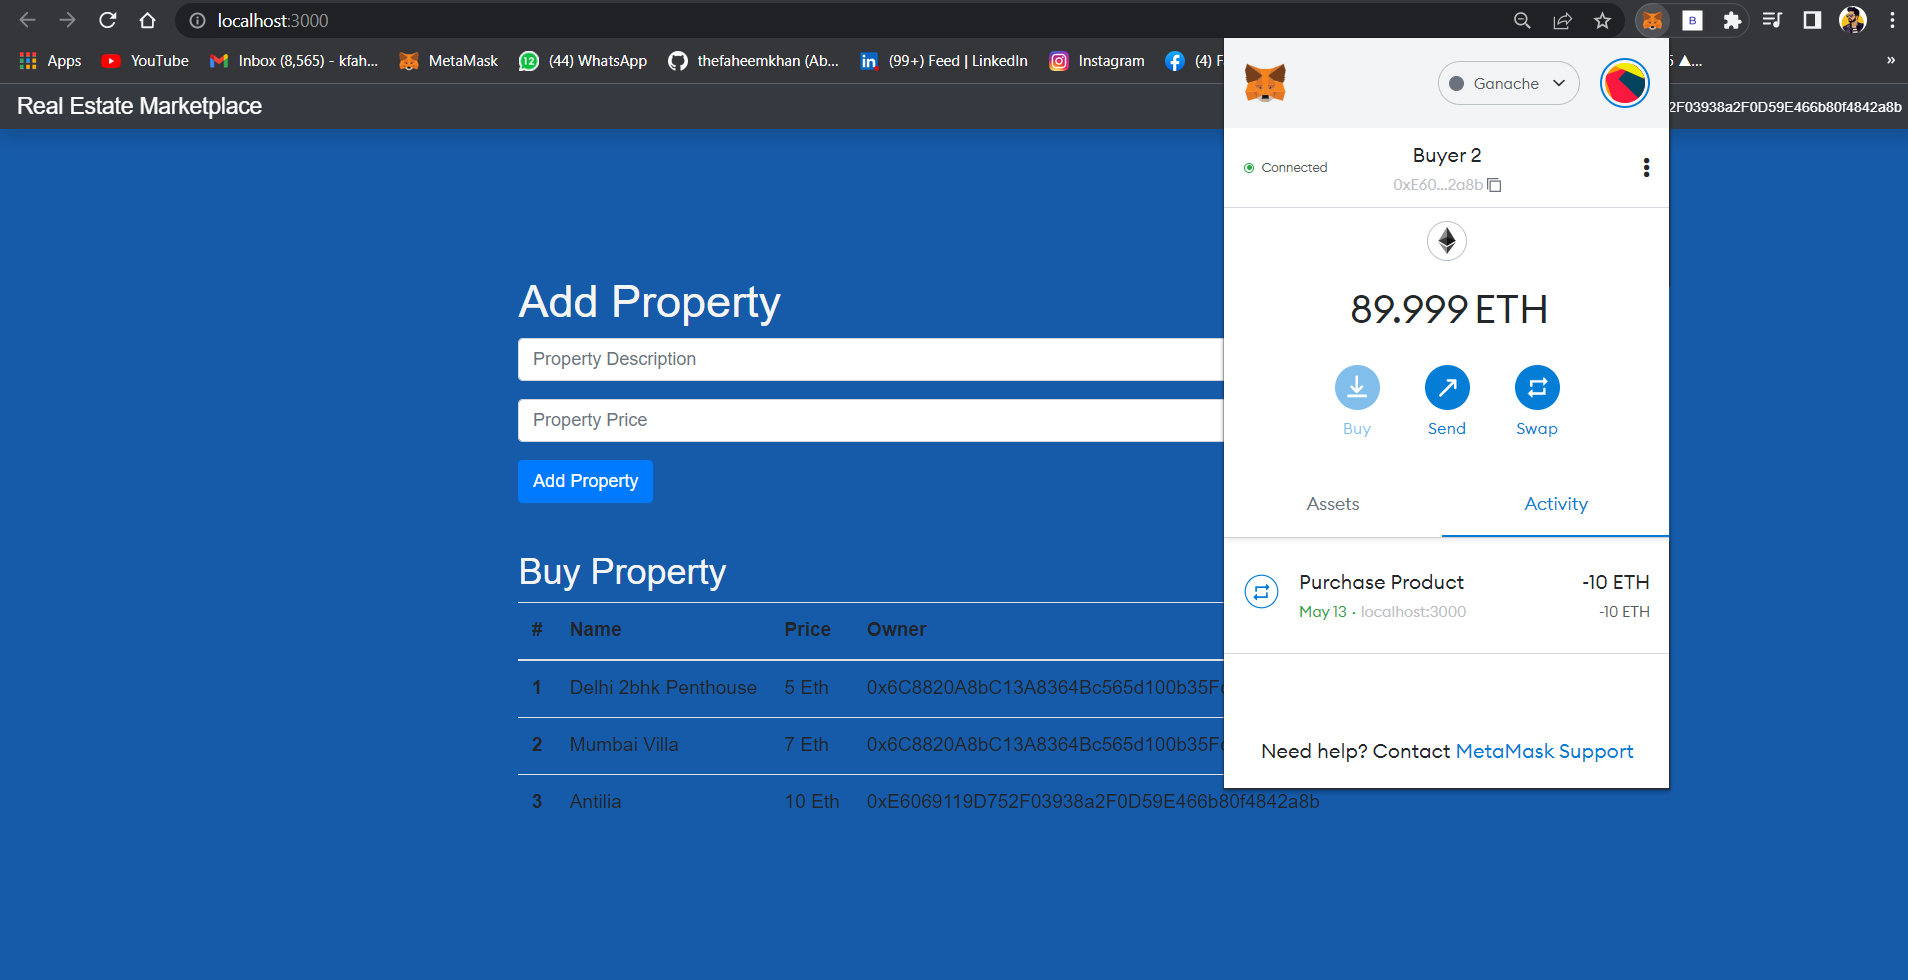 localhost:3000
Apps YouTube Inbox (8,565) - kfah... MetaMask 12 (44) WhatsApp thefaheemkhan (Ab... in (99+) Feed | LinkedIn Instagram (4) F »
Real Estate Marketplace
2F03938a2F0D59E466b80f4842a8b
Ganache
Connected
Buyer 2
0xE60...2a8b
89.999 ETH
Buy Send Swap
Assets Activity
Purchase Product -10 ETH
May 13 · localhost:3000 -10 ETH
Need help? Contact MetaMask Support
Add Property
Property Description
Property Price
Add Property
Buy Property
# Name Price Owner
1 Delhi 2bhk Penthouse 5 Eth 0x6C8820A8bC13A8364Bc565d100b35F
2 Mumbai Villa 7 Eth 0x6C8820A8bC13A8364Bc565d100b35F
3 Antilia 10 Eth 0xE6069119D752F03938a2F0D59E466b80f4842a8b